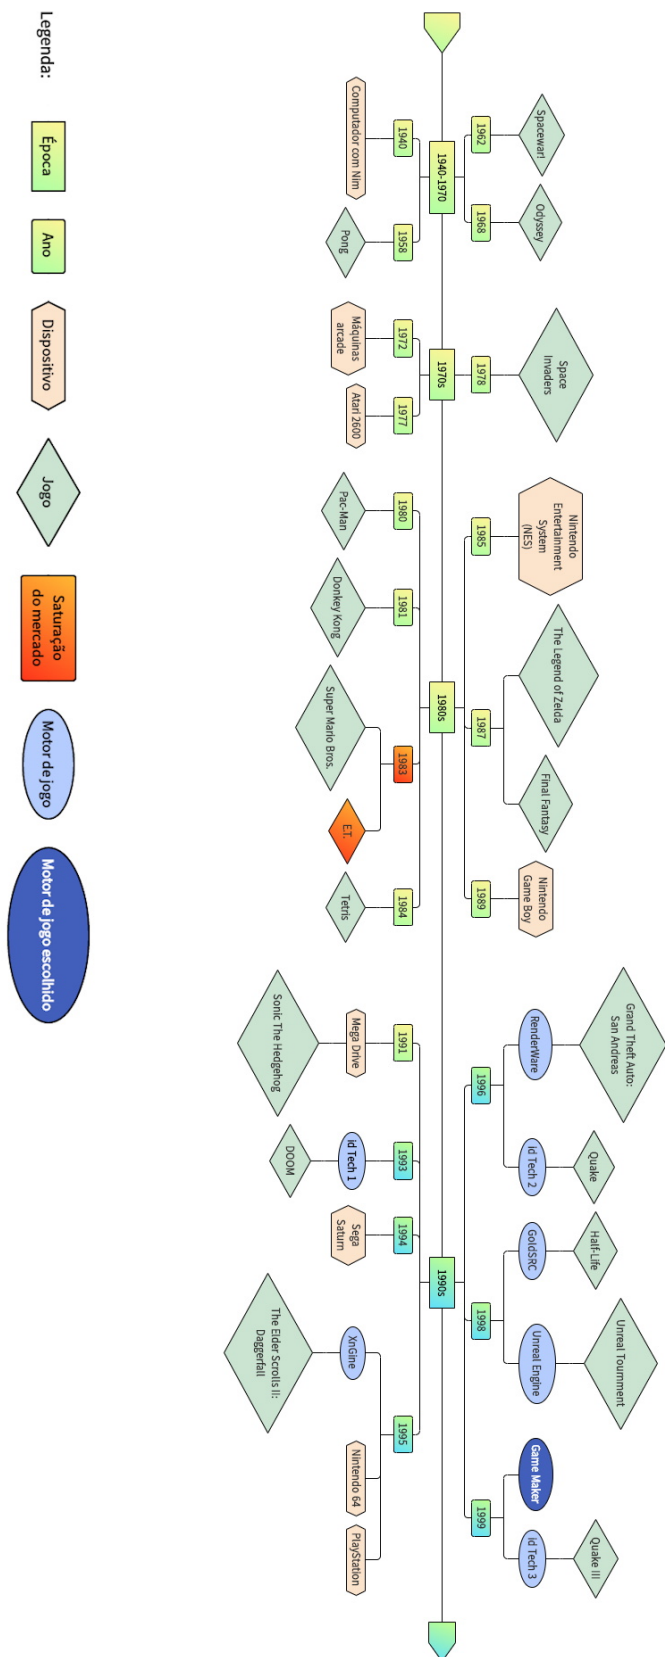 Spacewar!
Odyssey
1962
1968
1940-1970
1940
1958
Computador com Nim
Pong
Space
Invaders
1978
1970s
1972
1977
Máquinas
arcade
Atari 2600
Nintendo
Entertainment
System
(NES)
The Legend of Zelda
Final Fantasy
Nintendo
Game Boy
1985
1987
1989
1980s
1980
1981
1983
1984
Pac-Man
Donkey Kong
Super Mario Bros.
E.T.
Tetris
Grand Theft Auto:
San Andreas
Quake
Half-Life
Unreal Tournment
Quake III
RenderWare
id Tech 2
GoldSRC
Unreal Engine
Game Maker
id Tech 3
1996
1998
1999
1990s
1991
1993
1994
1995
Mega Drive
id Tech 1
Sega
Saturn
XnGine
Nintendo 64
PlayStation
Sonic The Hedgehog
DOOM
The Elder Scrolls II:
Daggerfall
Legenda:
Época
Ano
Dispositivo
Jogo
Saturação
do mercado
Motor de jogo
Motor de jogo escolhido